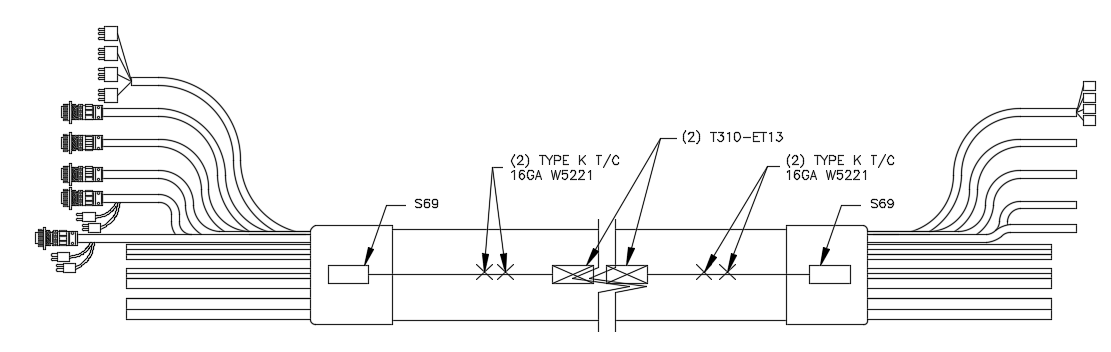 (2) T310-ET13
(2) TYPE K T/C
16GA W5221
(2) TYPE K T/C
16GA W5221
S69
S69